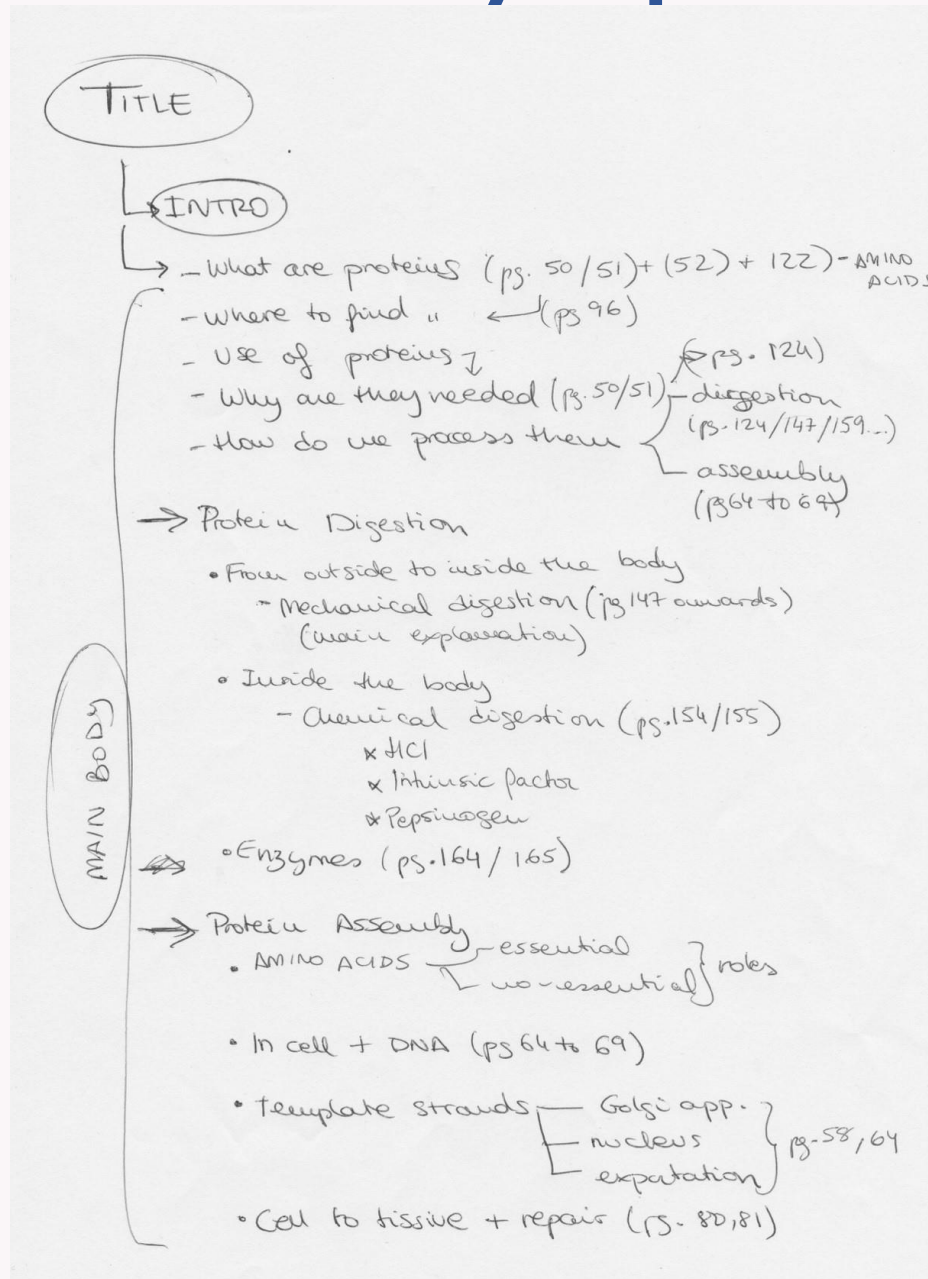 TITLE
INTRO
- What are proteins (pg. 50/51) + (52) + 122) - AMINO ACIDS
- Where to find " ← (pg 96)
- Use of proteins
- Why are they needed (pg. 50/51)
→ pg. 124)
- How do we process them
digestion
(pg. 124/147/159...)
assembly
(pg 64 to 69)
→ Protein Digestion
• From outside to inside the body
- Mechanical digestion (pg 147 onwards)
(main explanation)
• Inside the body
- Chemical digestion (pg. 154/155)
* HCl
* Intrinsic factor
* Pepsinogen
• Enzymes (pg. 164/165)
MAIN BODY
→ Protein Assembly
• AMINO ACIDS
essential
no-essential
} roles
• In cell + DNA (pg 64 to 69)
• Template strands
Golgi app.
nucleus
expatation
} pg. 58, 64
• Cell to tissive + repair (pg. 80, 81)